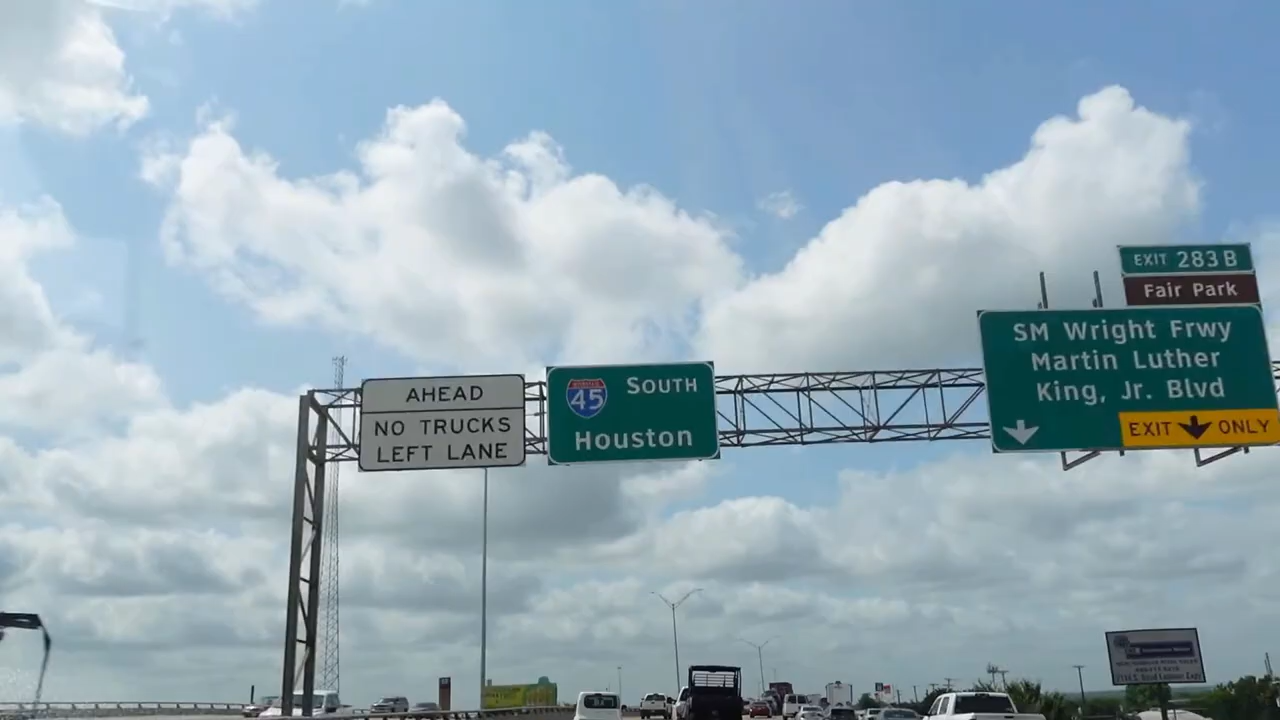 AHEAD
NO TRUCKS
LEFT LANE
45
SOUTH
Houston
EXIT 283 B
Fair Park
SM Wright Frwy
Martin Luther
King, Jr. Blvd
EXIT ONLY